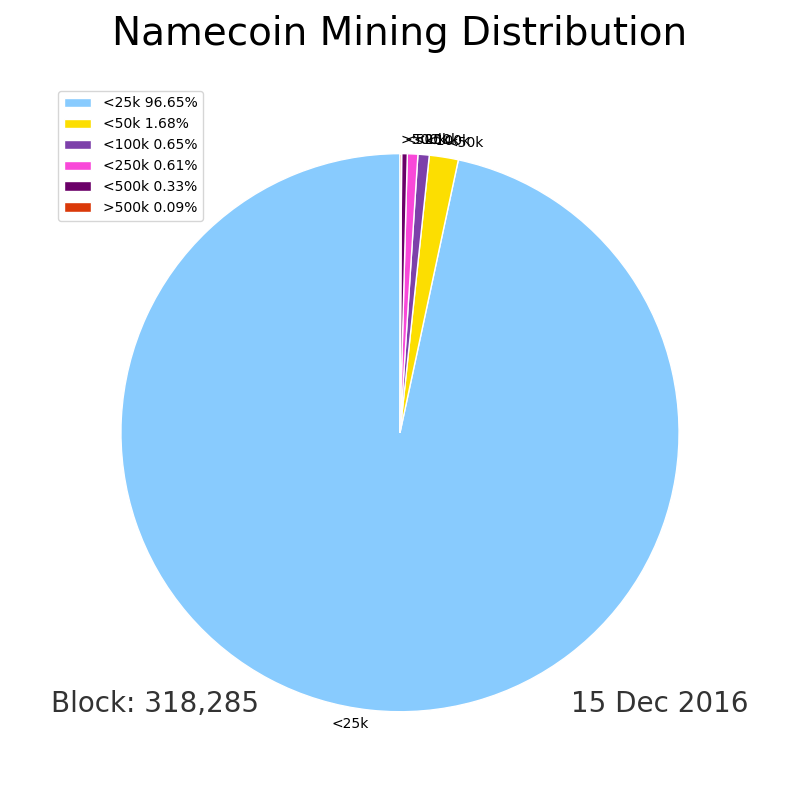 Namecoin Mining Distribution
<25k 96.65%
<50k 1.68%
<100k 0.65%
<250k 0.61%
<500k 0.33%
>500k 0.09%
<50k
Block: 318,285
15 Dec 2016
<25k